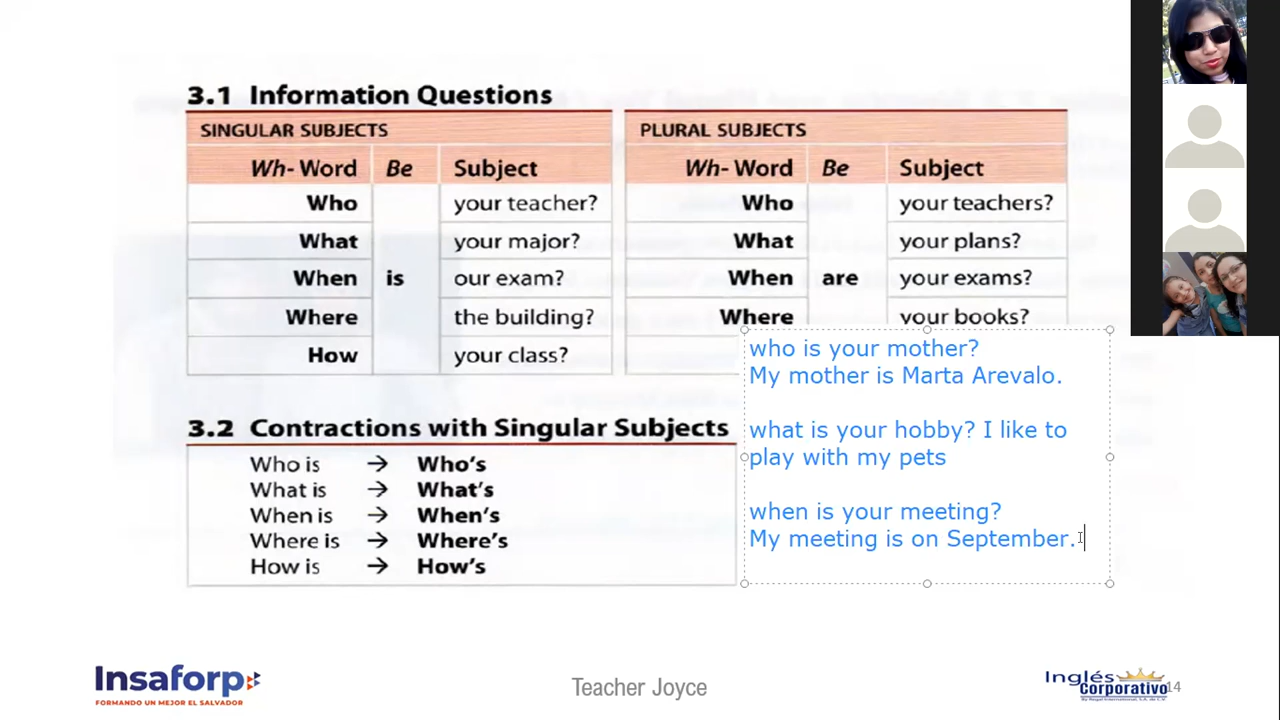 3.1 Information Questions
SINGULAR SUBJECTS
Wh- Word Be Subject
Who your teacher?
What your major?
When is our exam?
Where the building?
How your class?
PLURAL SUBJECTS
Wh- Word Be Subject
Who your teachers?
What your plans?
When are your exams?
Where your books?
who is your mother?
My mother is Marta Arevalo.
what is your hobby? I like to
play with my pets
when is your meeting?
My meeting is on September.
3.2 Contractions with Singular Subjects
Who is → Who's
What is → What's
When is → When's
Where is → Where's
How is → How's
Insaforp
FORMANDO UN MEJOR EL SALVADOR
Teacher Joyce
Inglés
Corporativo
14